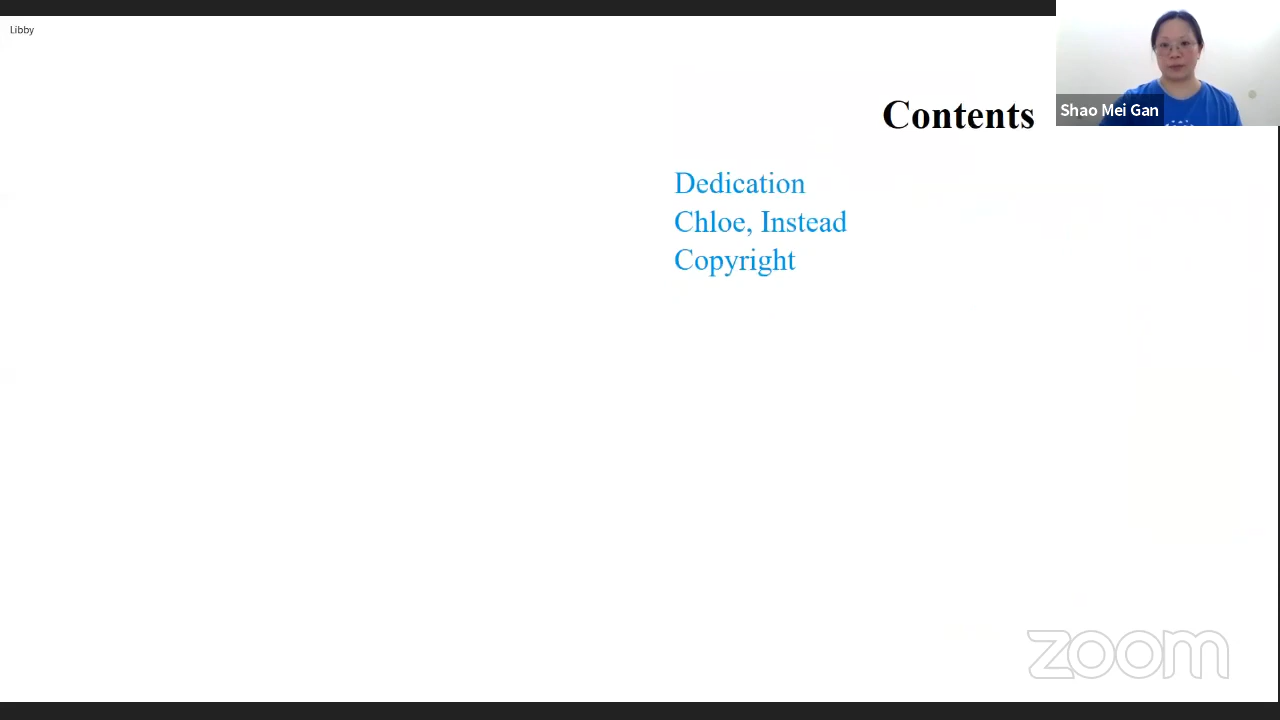 Libby
Shao Mei Gan
Contents
Dedication
Chloe, Instead
Copyright
zoom